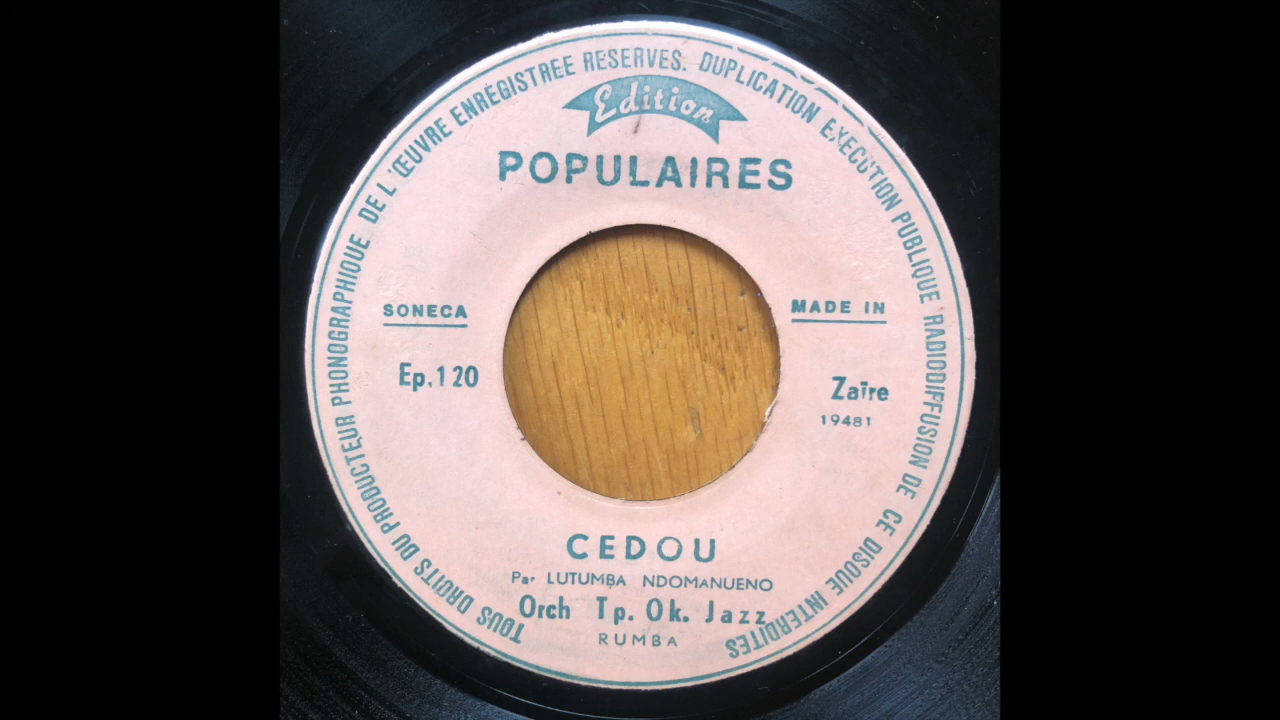 TOUS DROITS DU PRODUCTEUR PHONOGRAPHIQUE DE L'ŒUVRE ENREGISTREE RESERVES. DUPLICATION EXECUTION PUBLIQUE RADIODIFFUSION DE CE DISQUE INTERDITES
Edition
POPULAIRES
SONECA
MADE IN
Ep.120
Zaïre
19481
CEDOU
Par LUTUMBA NDOMANUENO
Orch Tp. Ok. Jazz
RUMBA